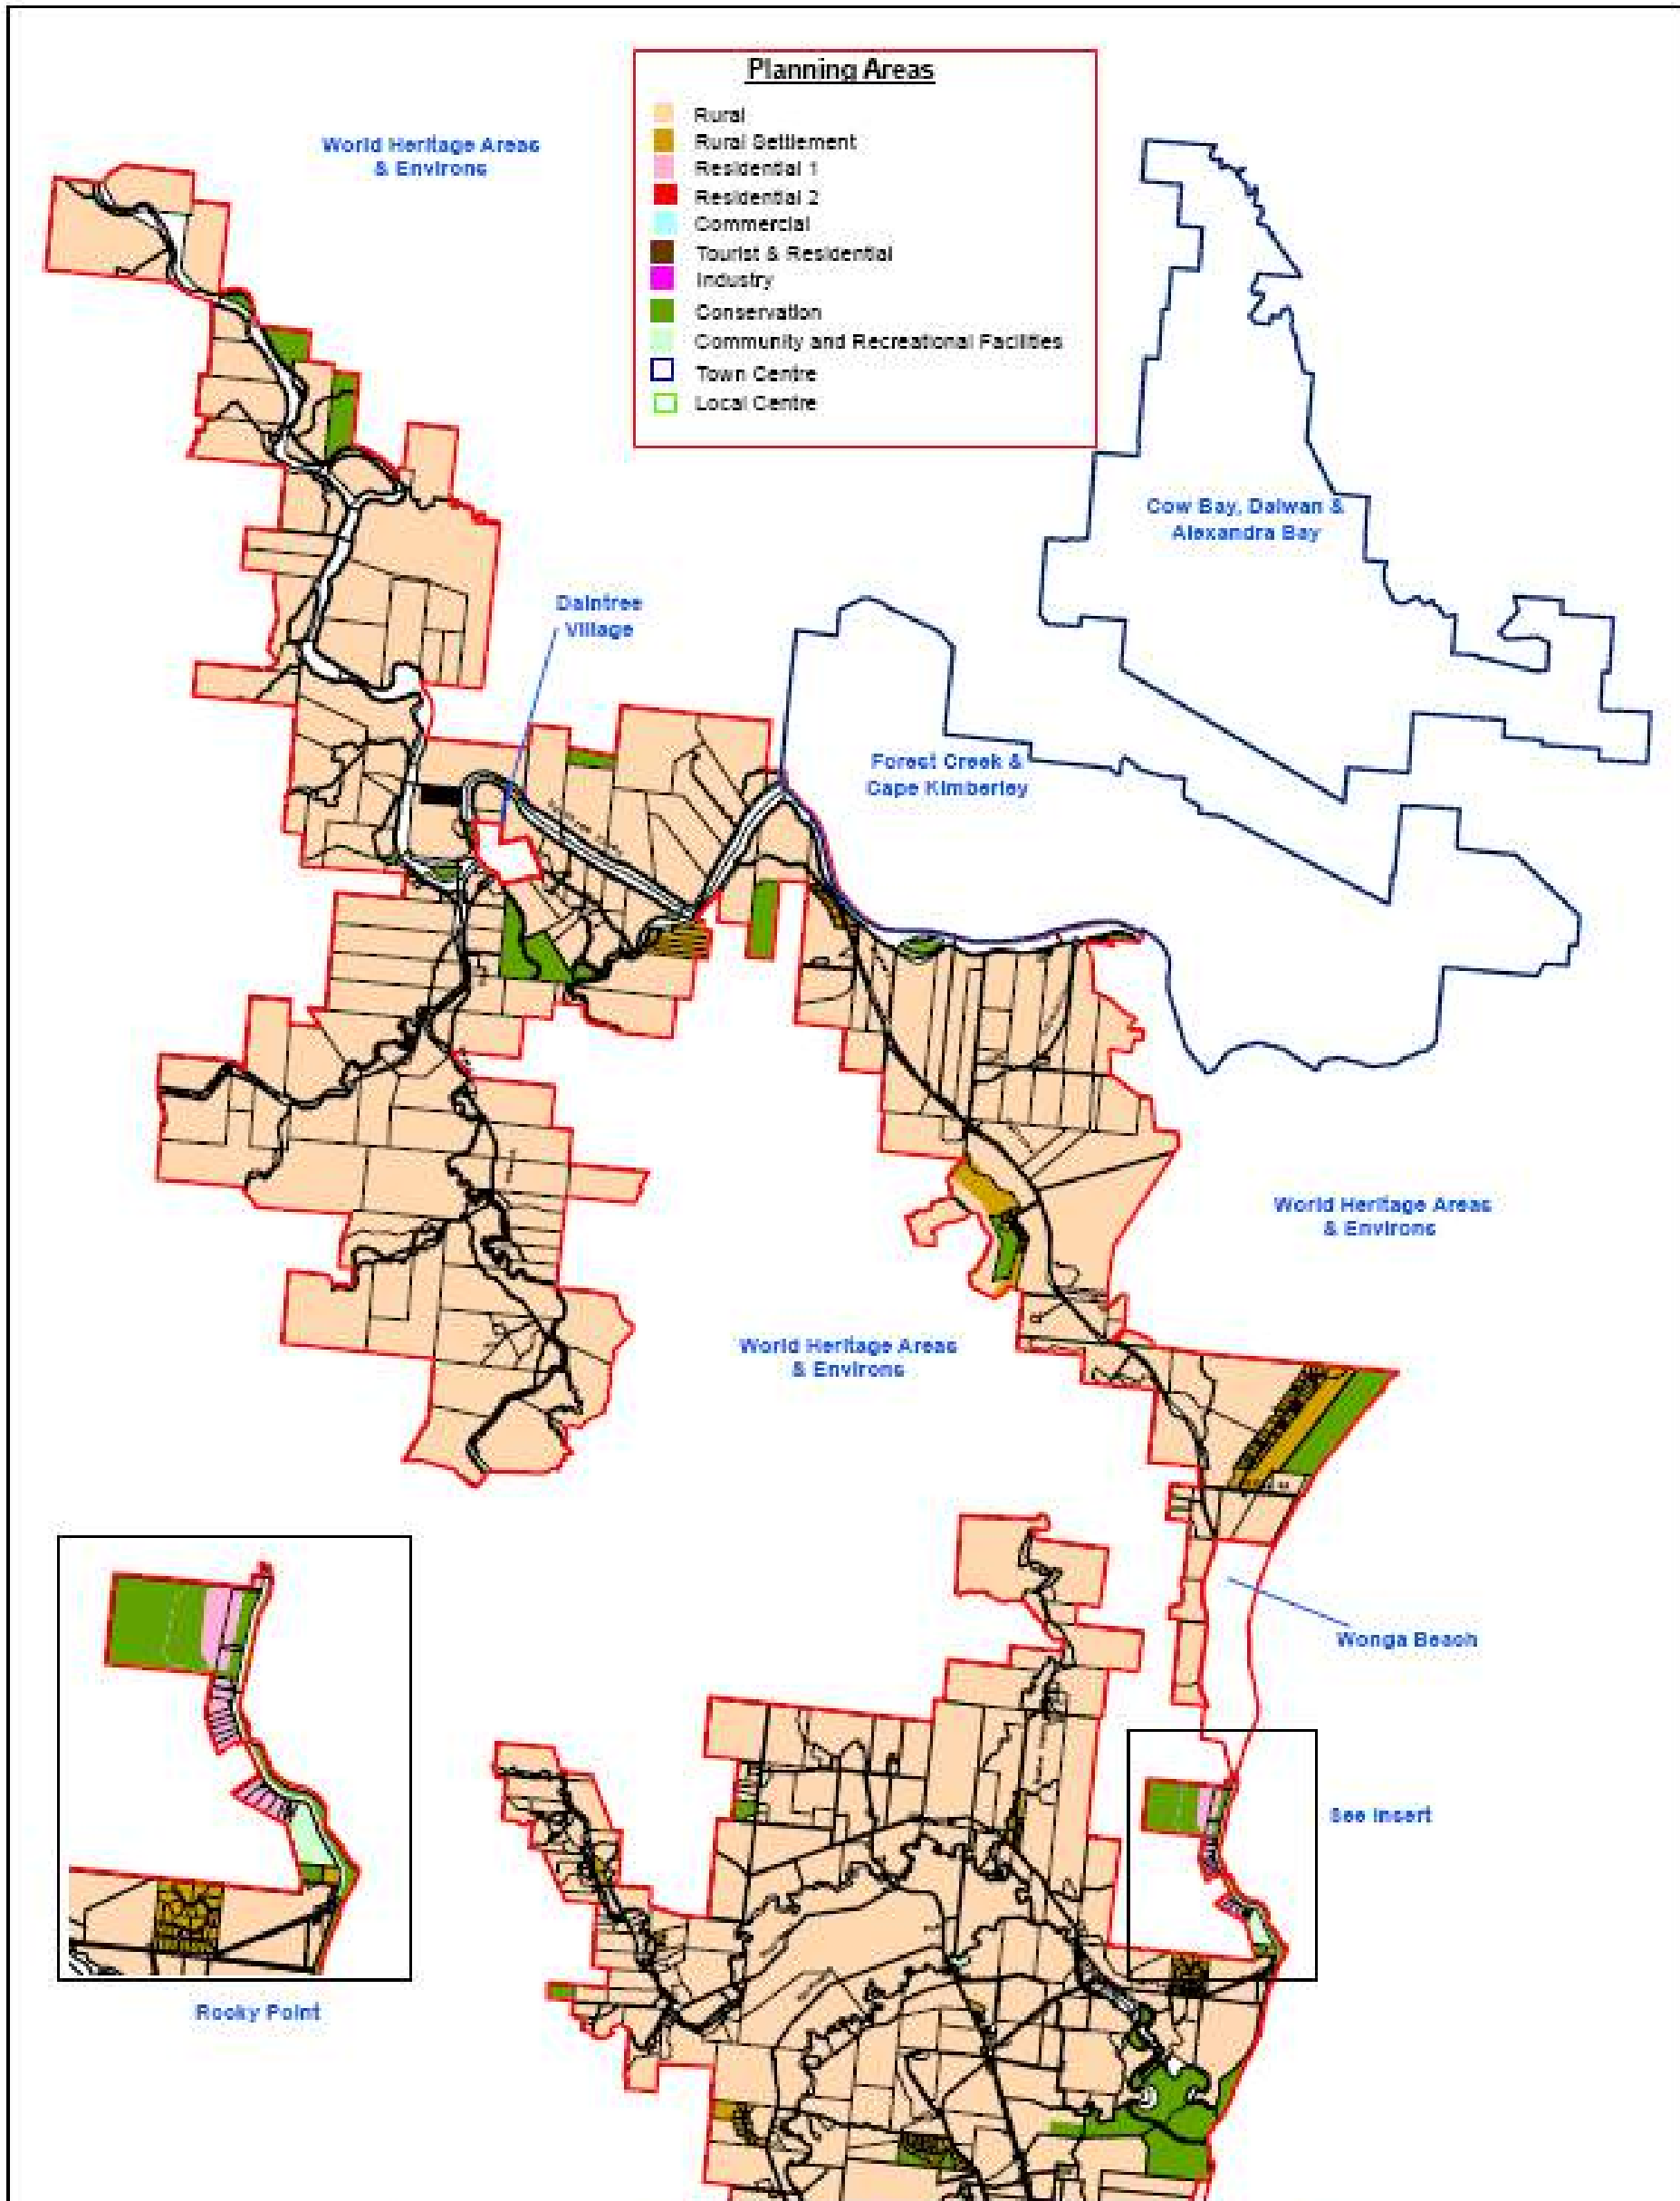 Planning Areas
Rural
Rural Settlement
Residential 1
Residential 2
Commercial
Tourist & Residential
Industry
Conservation
Community and Recreational Facilities
Town Centre
Local Centre
World Heritage Areas
& Environs
Cow Bay, Daiwan &
Alexandra Bay
Daintree
Village
Forest Creek &
Cape Kimberley
World Heritage Areas
& Environs
World Heritage Areas
& Environs
Wonga Beach
See Insert
Rocky Point